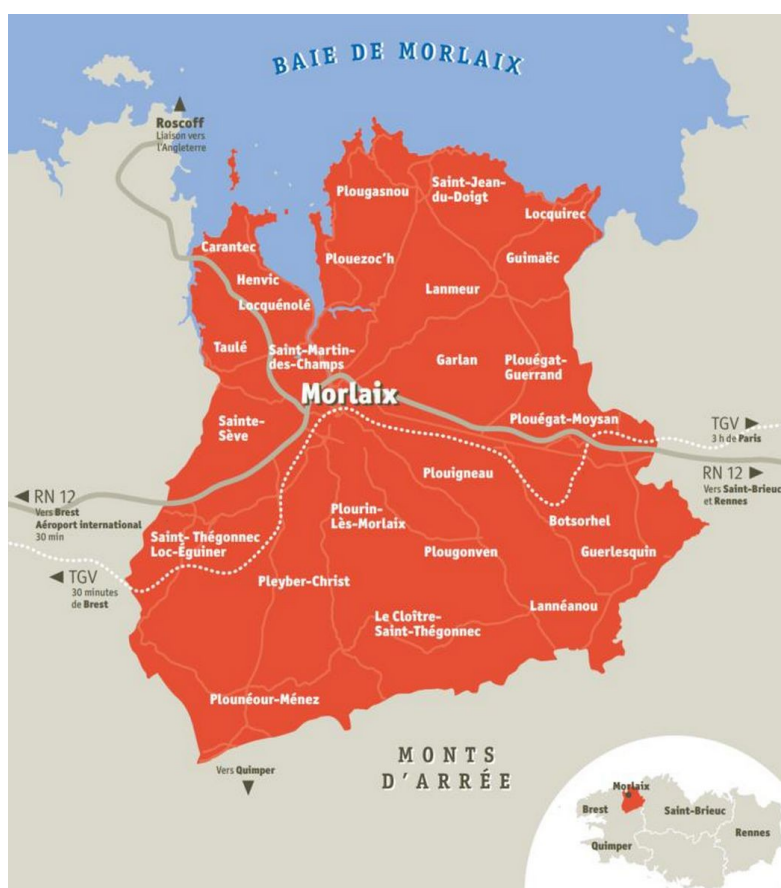 BAIE DE MORLAIX
Roscoff
Liaison vers
l'Angleterre
Plougasnou
Saint-Jean-
du-Doigt
Locquirec
Carantec
Plouezoc'h
Guimaëc
Henvic
Lanmeur
Locquénolé
Taulé
Saint-Martin-
des-Champs
Garlan
Plouégat-
Guerrand
Morlaix
Sainte-
Sève
Plouégat-Moysan
TGV
3 h de Paris
Plouigneau
RN 12
Vers Saint-Brieuc
et Rennes
RN 12
Vers Brest
Aéroport international
30 min
Plourin-
Lès-Morlaix
Botsorhel
Saint- Thégonnec
Loc-Éguiner
Plougonven
Guerlesquin
TGV
30 minutes
de Brest
Pleyber-Christ
Lannéanou
Le Cloître-
Saint-Thégonnec
Plounéour-Ménez
Vers Quimper
MONTS
D'ARRÉE
Morlaix
Brest
Saint-Brieuc
Rennes
Quimper